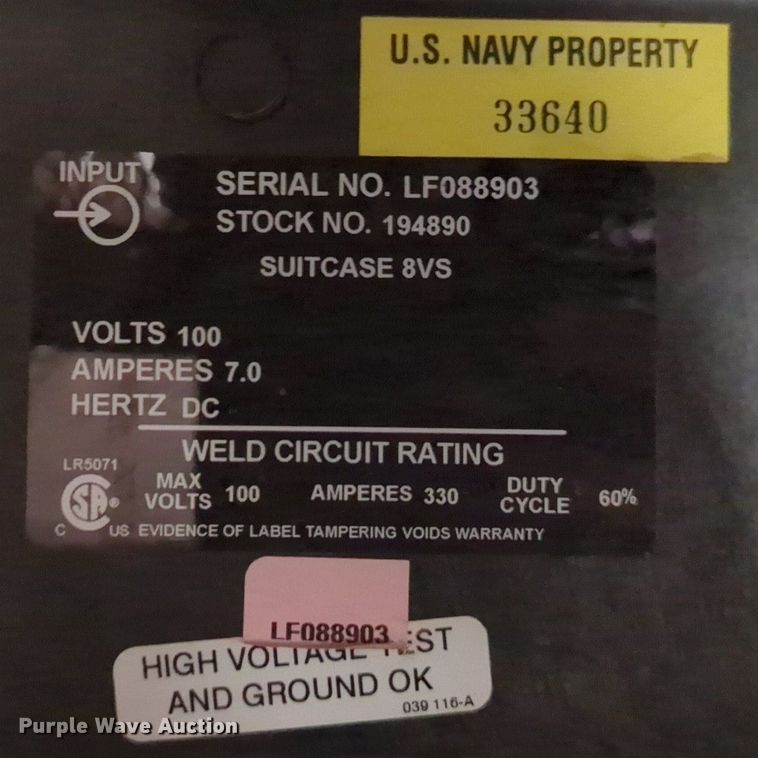 U.S. NAVY PROPERTY
33640
INPUT
SERIAL NO. LF088903
STOCK NO. 194890
SUITCASE 8VS
VOLTS 100
AMPERES 7.0
HERTZ DC
WELD CIRCUIT RATING
LR5071
MAX VOLTS 100 AMPERES 330 DUTY CYCLE 60%
SA®
C US EVIDENCE OF LABEL TAMPERING VOIDS WARRANTY
LF088903
HIGH VOLTAGE TEST
AND GROUND OK
039 116-A
Purple Wave Auction